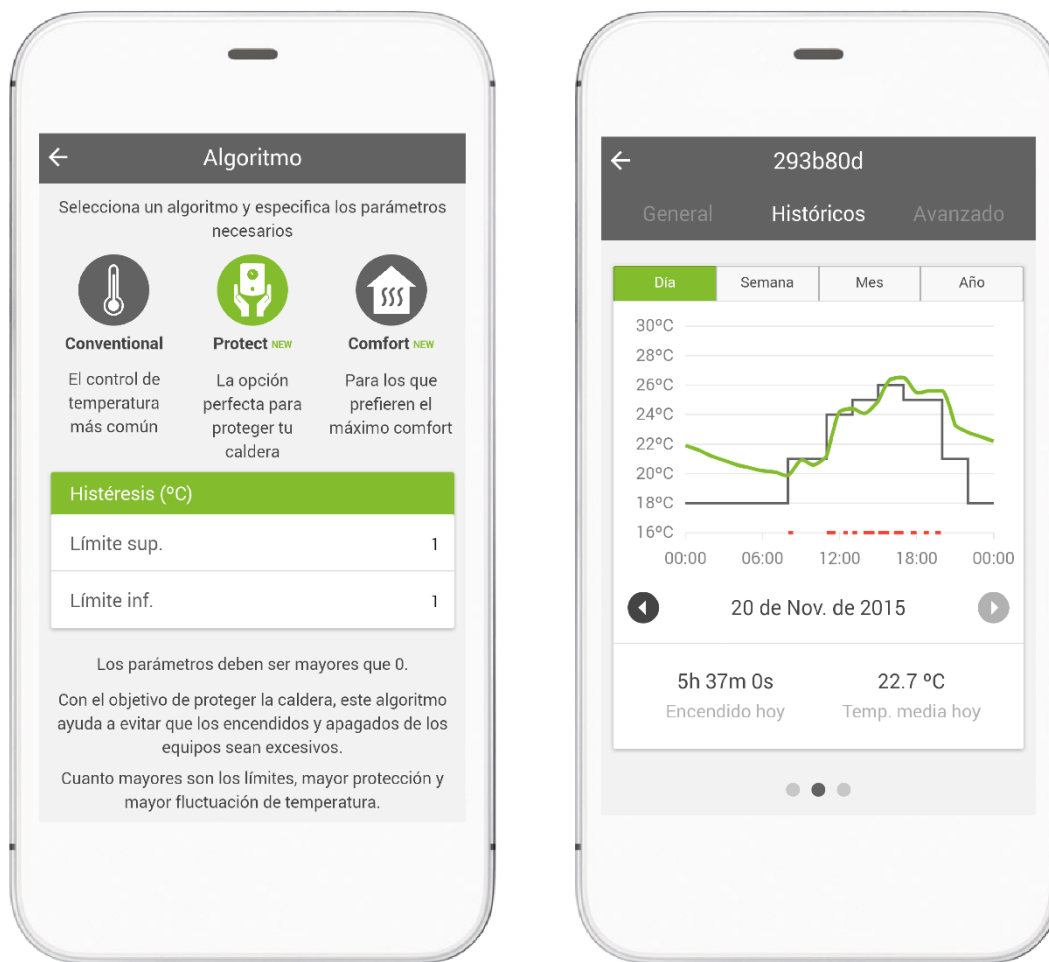 Algoritmo
Selecciona un algoritmo y especifica los parámetros
necesarios
Conventional
El control de
temperatura
más común
Protect NEW
La opción
perfecta para
proteger tu
caldera
Comfort NEW
Para los que
prefieren el
máximo comfort
Histéresis (ºC)
Límite sup. 1
Límite inf. 1
Los parámetros deben ser mayores que 0.
Con el objetivo de proteger la caldera, este algoritmo
ayuda a evitar que los encendidos y apagados de los
equipos sean excesivos.
Cuanto mayores son los límites, mayor protección y
mayor fluctuación de temperatura.
293b80d
General Históricos Avanzado
Día Semana Mes Año
30ºC
28ºC
26ºC
24ºC
22ºC
20ºC
18ºC
16ºC
00:00 06:00 12:00 18:00 00:00
20 de Nov. de 2015
5h 37m 0s 22.7 ºC
Encendido hoy Temp. media hoy